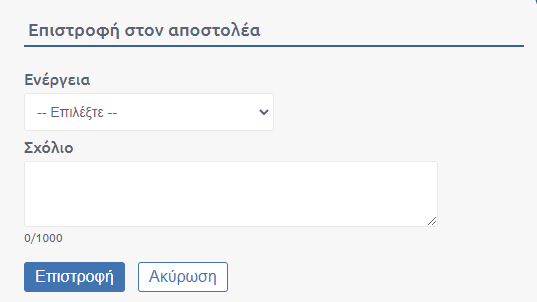 Επιστροφή στον αποστολέα
Ενέργεια
-- Επιλέξτε --
Σχόλιο
0/1000
Επιστροφή Ακύρωση